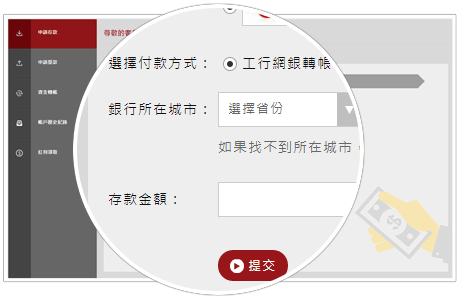 申請存款
尊敬的
選擇付款方式：
工行網銀轉帳
銀行所在城市：
選擇省份
如果找不到所在城市，
存款金額：
提交
申請提款
資金轉帳
帳戶歷史紀錄
紅利領取